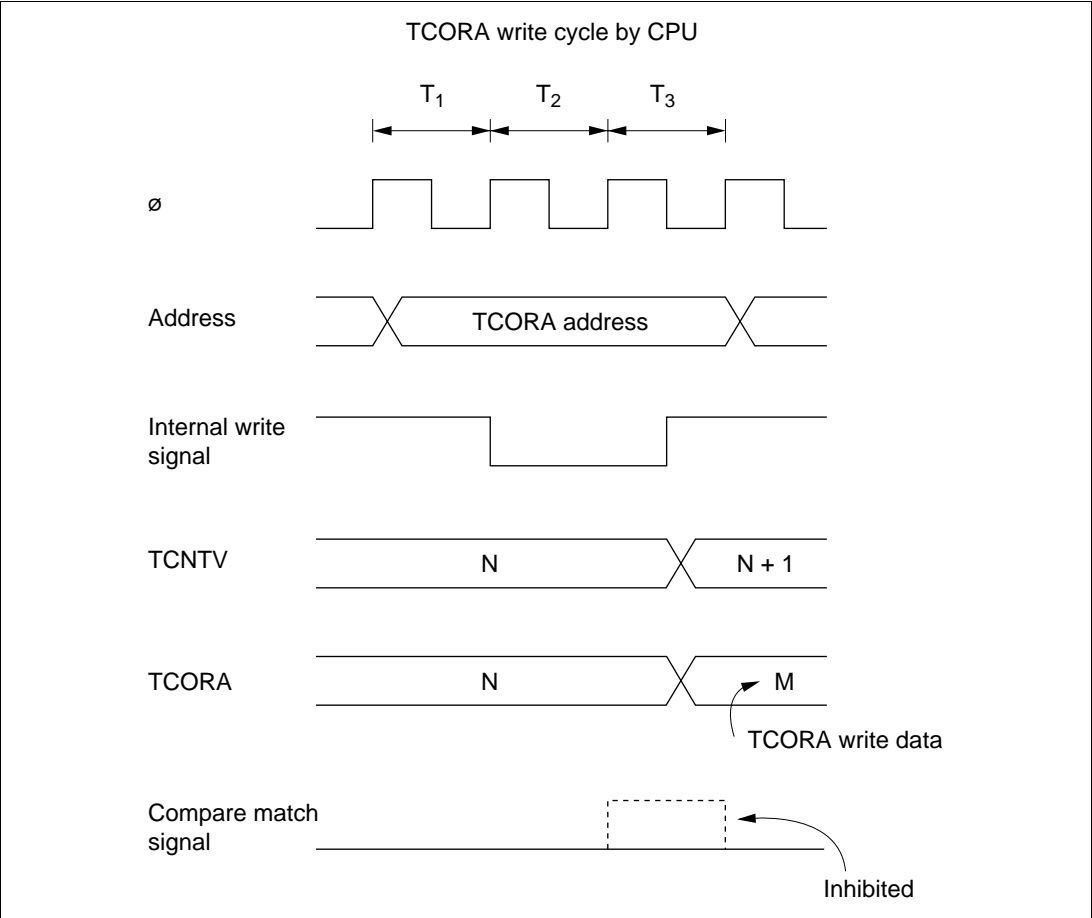 TCORA write cycle by CPU
T1 T2 T3
ø
Address
TCORA address
Internal write
signal
TCNTV
N
N + 1
TCORA
N
M
TCORA write data
Compare match
signal
Inhibited